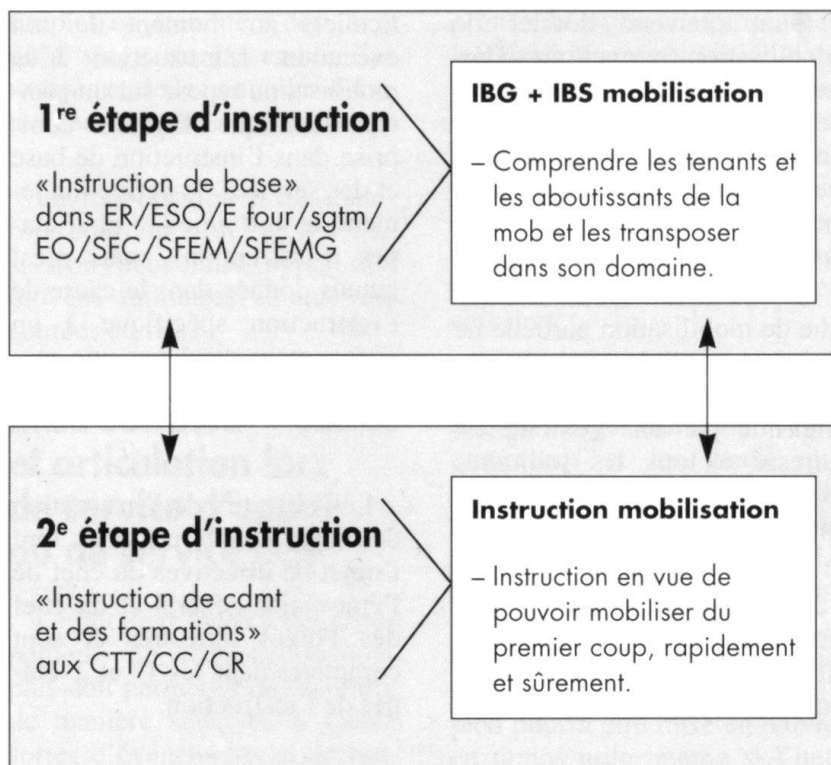 1re étape d’instruction
«Instruction de base»
dans ER/ESO/E four/sgtm/
EO/SFC/SFEM/SFEMG
IBG + IBS mobilisation
– Comprendre les tenants et
les aboutissants de la
mob et les transposer
dans son domaine.
2e étape d’instruction
«Instruction de cdmt
et des formations»
aux CTT/CC/CR
Instruction mobilisation
– Instruction en vue de
pouvoir mobiliser du
premier coup, rapidement
et sûrement.